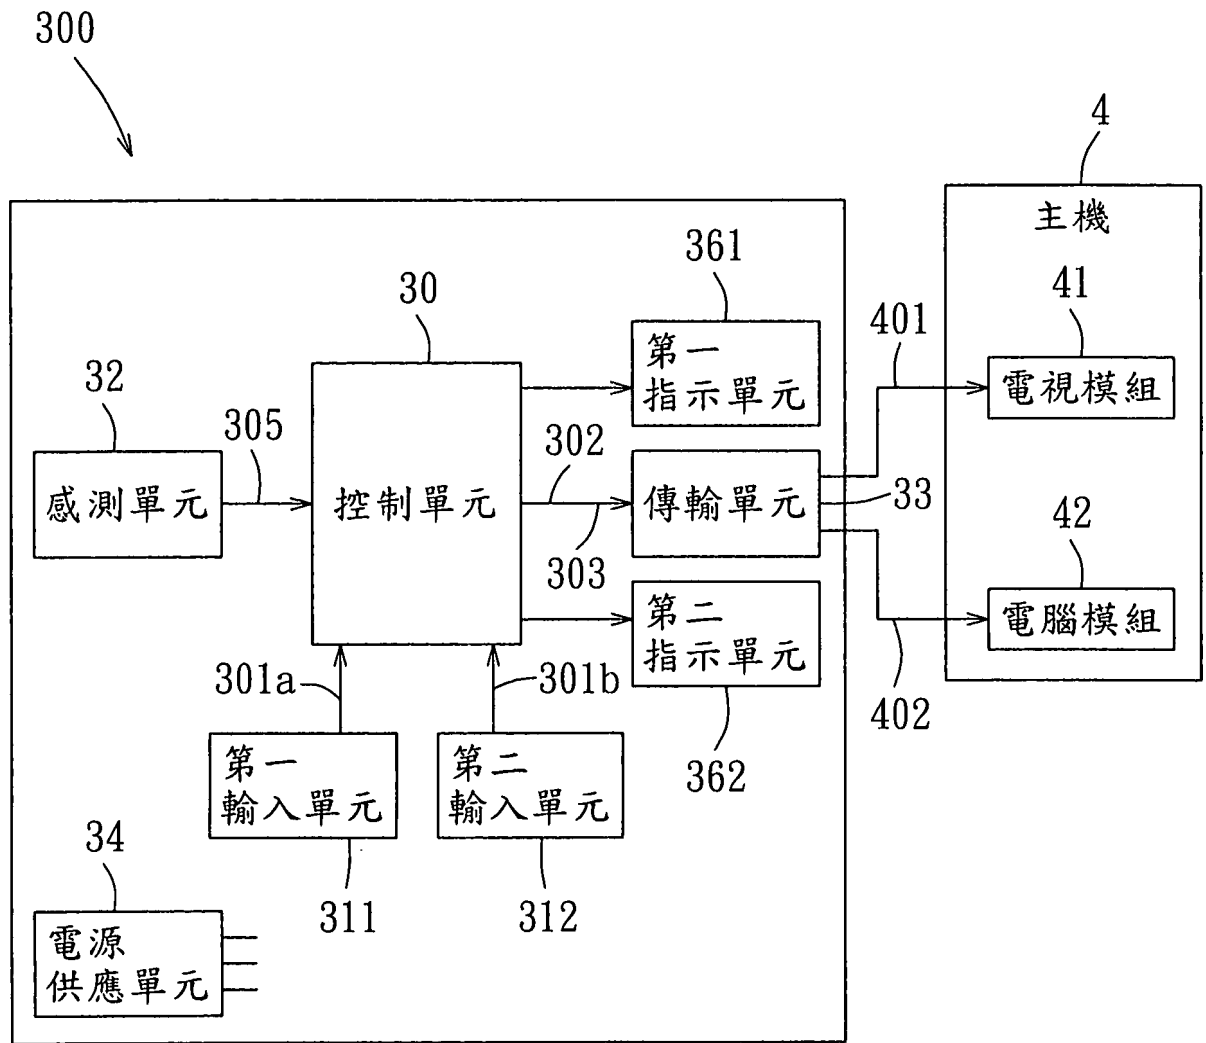 300
4
主機
361
30
41
401
第一
指示單元
電視模組
32
305
302
感測單元
控制單元
傳輸單元
33
303
42
第二
指示單元
電腦模組
301a
301b
402
362
第一
輸入單元
第二
輸入單元
34
311
312
電源
供應單元